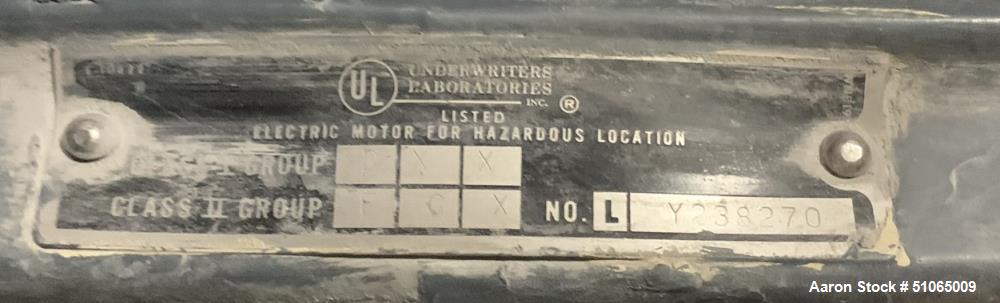 UL UNDERWRITERS
LABORATORIES
INC. ®
LISTED
ELECTRIC MOTOR FOR HAZARDOUS LOCATION
CLASS I GROUP D X X
CLASS II GROUP F G X NO. L Y238270
Aaron Stock # 51065009